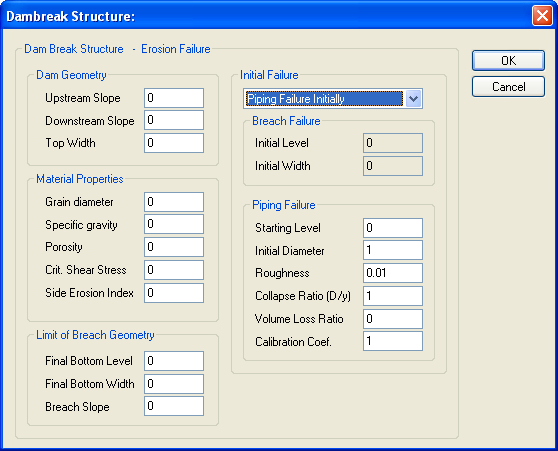 Dambreak Structure:
Dam Break Structure - Erosion Failure
OK
Cancel
Dam Geometry
Upstream Slope 0
Downstream Slope 0
Top Width 0
Material Properties
Grain diameter 0
Specific gravity 0
Porosity 0
Crit. Shear Stress 0
Side Erosion Index 0
Limit of Breach Geometry
Final Bottom Level 0
Final Bottom Width 0
Breach Slope 0
Initial Failure
Piping Failure Initially
Breach Failure
Initial Level 0
Initial Width 0
Piping Failure
Starting Level 0
Initial Diameter 1
Roughness 0.01
Collapse Ratio (D/y) 1
Volume Loss Ratio 0
Calibration Coef. 1